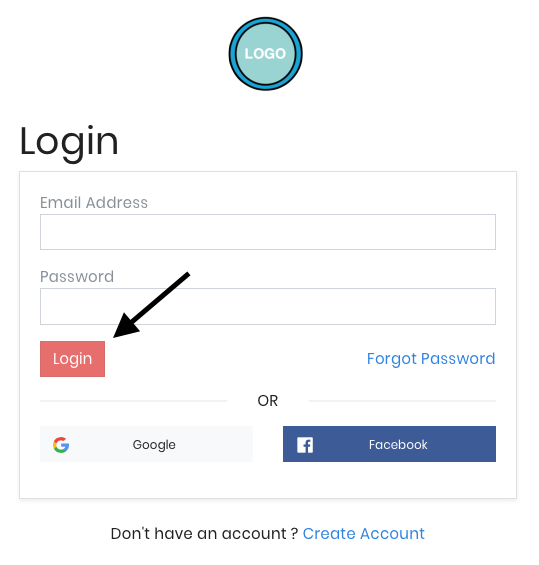 LOGO
Login
Email Address
Password
Login
Forgot Password
OR
Google
Facebook
Don't have an account ? Create Account